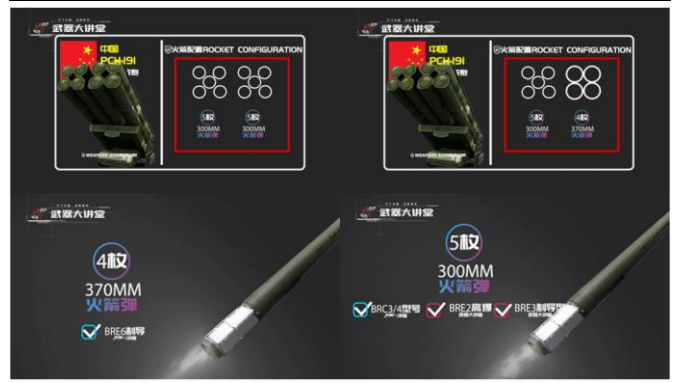 武器大讲堂
中国
PCH-191
火箭配置ROCKET CONFIGURATION
5枚
300MM
火箭弹
5枚
300MM
火箭弹
武器大讲堂
中国
PCH-191
火箭配置ROCKET CONFIGURATION
5枚
300MM
火箭弹
4枚
370MM
火箭弹
武器大讲堂
4枚
370MM
火箭弹
BRE6制导
武器大讲堂
5枚
300MM
火箭弹
BRC3/4型号
BRE2高爆
BRE3制导